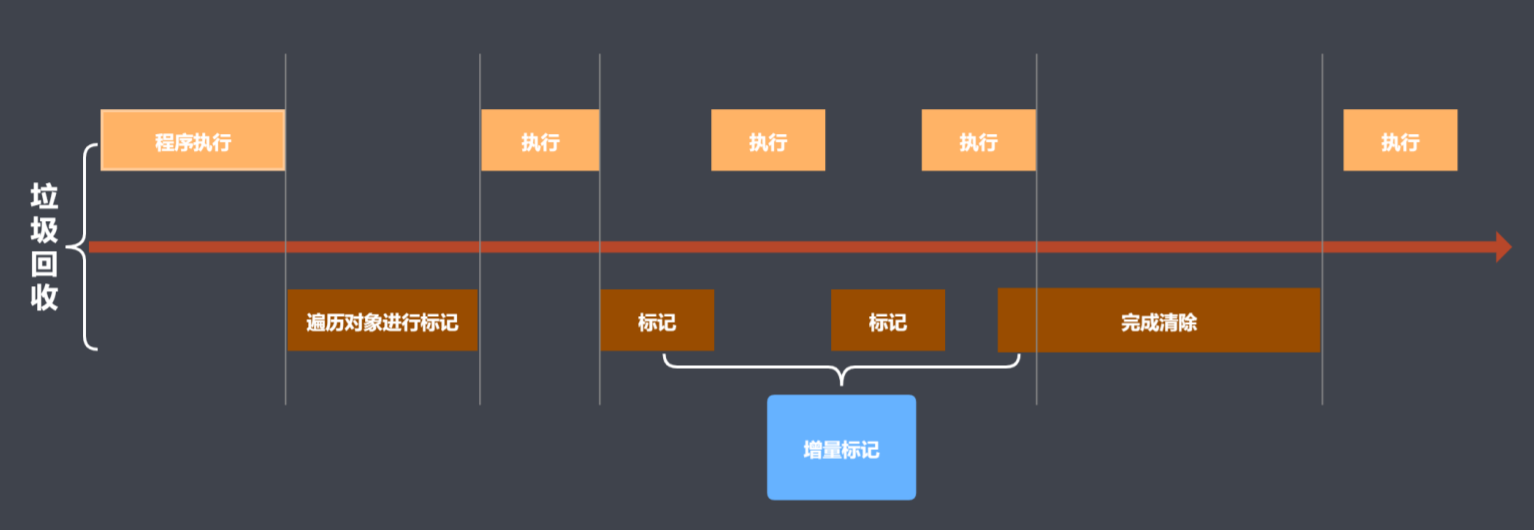 垃圾回收
程序执行
执行
执行
执行
执行
遍历对象进行标记
标记
标记
完成清除
增量标记